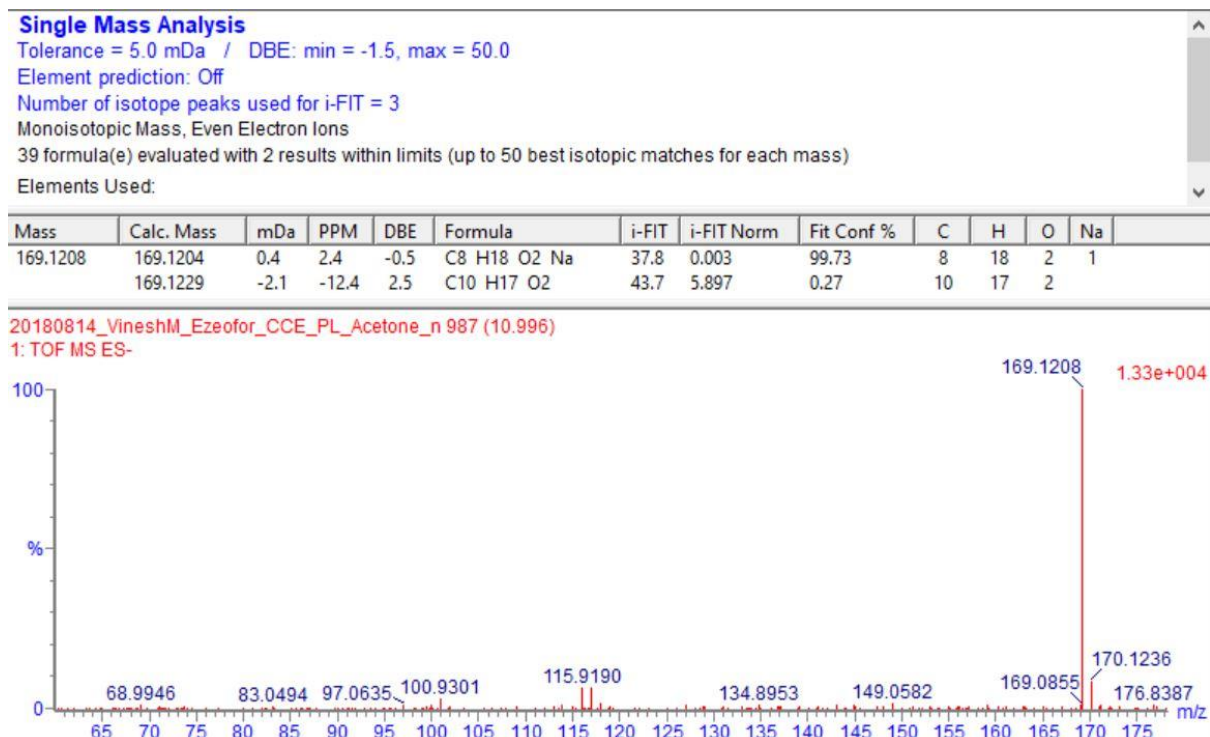 Single Mass Analysis
Tolerance = 5.0 mDa / DBE: min = -1.5, max = 50.0
Element prediction: Off
Number of isotope peaks used for i-FIT = 3
Monoisotopic Mass, Even Electron Ions
39 formula(e) evaluated with 2 results within limits (up to 50 best isotopic matches for each mass)
Elements Used:
Mass Calc. Mass mDa PPM DBE Formula i-FIT i-FIT Norm Fit Conf % C H O Na
169.1208 169.1204 0.4 2.4 -0.5 C8 H18 O2 Na 37.8 0.003 99.73 8 18 2 1
169.1229 -2.1 -12.4 2.5 C10 H17 O2 43.7 5.897 0.27 10 17 2
20180814_VineshM_Ezeofor_CCE_PL_Acetone_n 987 (10.996)
1: TOF MS ES-
169.1208 1.33e+004
100
%
0
68.9946 83.0494 97.0635 100.9301 115.9190 134.8953 149.0582 169.0855 170.1236 176.8387
m/z
65 70 75 80 85 90 95 100 105 110 115 120 125 130 135 140 145 150 155 160 165 170 175